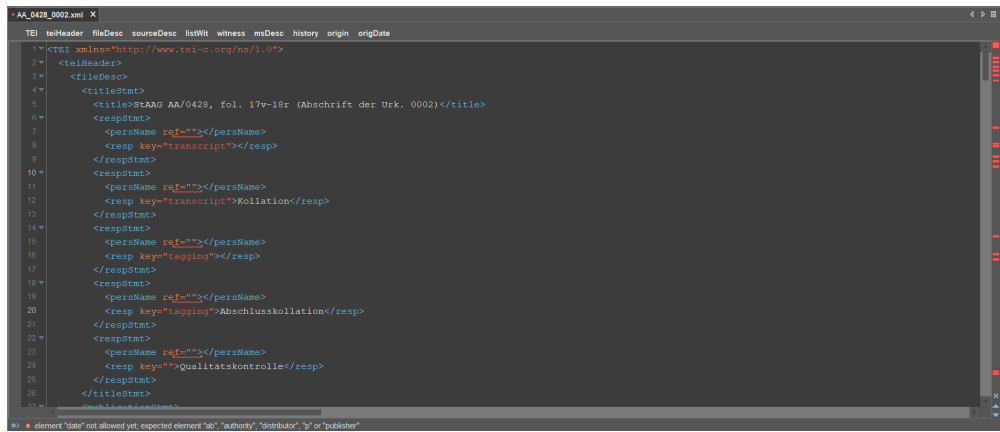 AA_0428_0002.xml X
TEI teiHeader fileDesc sourceDesc listWit witness msDesc history origin origDate
1 <TEI xmlns="http://www.tei-c.org/ns/1.0">
2 <teiHeader>
3 <fileDesc>
4 <titleStmt>
5 <title>StAAG AA/0428, fol. 17v-18r (Abschrift der Urk. 0002)</title>
6 <respStmt>
7 <persName ref=""></persName>
8 <resp key="transcript"></resp>
9 </respStmt>
10 <respStmt>
11 <persName ref=""></persName>
12 <resp key="transcript">Kollation</resp>
13 </respStmt>
14 <respStmt>
15 <persName ref=""></persName>
16 <resp key="tagging"></resp>
17 </respStmt>
18 <respStmt>
19 <persName ref=""></persName>
20 <resp key="tagging">Abschlusskollation</resp>
21 </respStmt>
22 <respStmt>
23 <persName ref=""></persName>
24 <resp key="">Qualitätskontrolle</resp>
25 </respStmt>
26 </titleStmt>
27 <publicationStmt>
element "date" not allowed yet; expected element "ab", "authority", "distributor", "p" or "publisher"